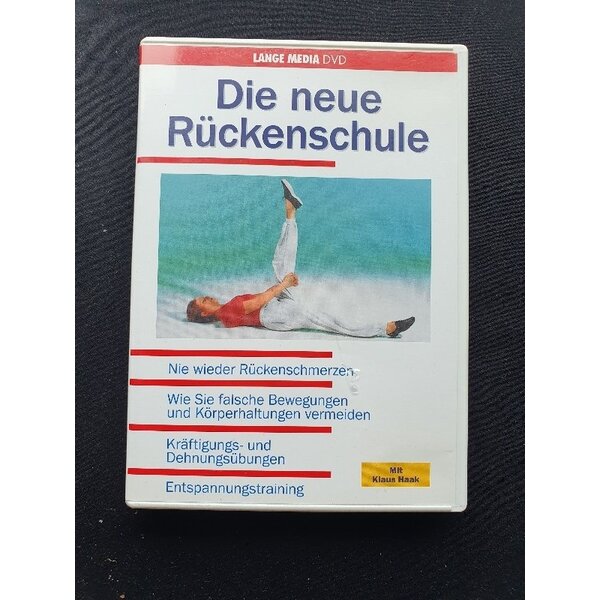 LANGE MEDIA DVD
Die neue
Rückenschule
Nie wieder Rückenschmerzen
Wie Sie falsche Bewegungen
und Körperhaltungen vermeiden
Kräftigungs- und
Dehnungsübungen
Mit
Klaus Haak
Entspannungstraining